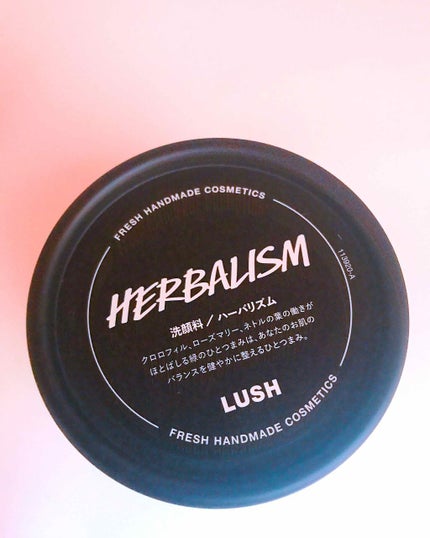 FRESH HANDMADE COSMETICS
113920-A
HERBALISM
洗顔料 / ハーバリズム
クロロフィル、ローズマリー、ネトルの葉の働きが
ほとばしる緑のひとつまみは、あなたのお肌の
バランスを健やかに整えるひとつまみ。
LUSH
FRESH HANDMADE COSMETICS